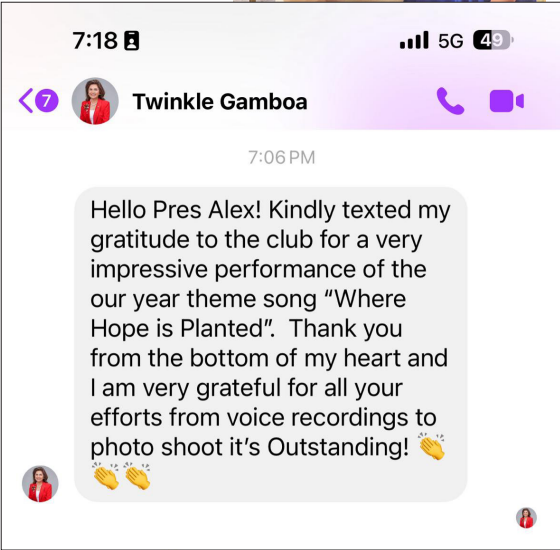 7:18 5G 49
7 Twinkle Gamboa
7:06 PM
Hello Pres Alex! Kindly texted my
gratitude to the club for a very
impressive performance of the
our year theme song “Where
Hope is Planted”. Thank you
from the bottom of my heart and
I am very grateful for all your
efforts from voice recordings to
photo shoot it's Outstanding! 👏
👏👏